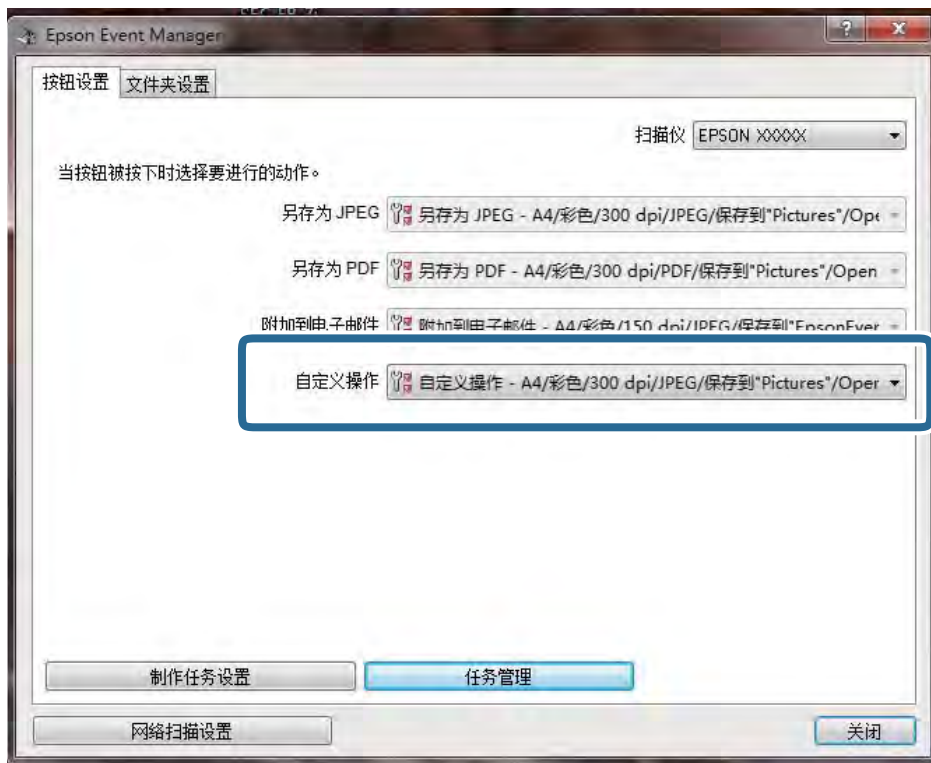 Epson Event Manager
按钮设置 文件夹设置
扫描仪 EPSON XXXXX
当按钮被按下时选择要进行的动作。
另存为 JPEG 另存为 JPEG - A4/彩色/300 dpi/JPEG/保存到"Pictures"/Ope
另存为 PDF 另存为 PDF - A4/彩色/300 dpi/PDF/保存到"Pictures"/Open
附加到电子邮件 附加到电子邮件 - A4/彩色/150 dpi/JPEG/保存到"EpsonEver
自定义操作 自定义操作 - A4/彩色/300 dpi/JPEG/保存到"Pictures"/Oper
制作任务设置 任务管理
网络扫描设置 关闭